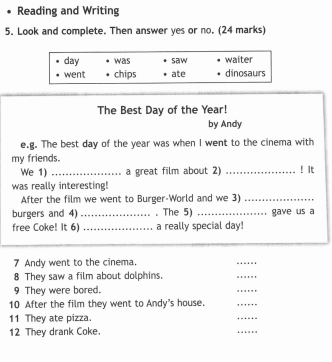 • Reading and Writing
5. Look and complete. Then answer yes or no. (24 marks)
• day • was • saw • waiter
• went • chips • ate • dinosaurs
The Best Day of the Year!
by Andy
e.g. The best day of the year was when I went to the cinema with
my friends.
We 1) .................... a great film about 2) .................... ! It
was really interesting!
After the film we went to Burger-World and we 3) ....................
burgers and 4) .................... . The 5) .................... gave us a
free Coke! It 6) .................... a really special day!
7 Andy went to the cinema. ......
8 They saw a film about dolphins. ......
9 They were bored. ......
10 After the film they went to Andy's house. ......
11 They ate pizza. ......
12 They drank Coke. ......